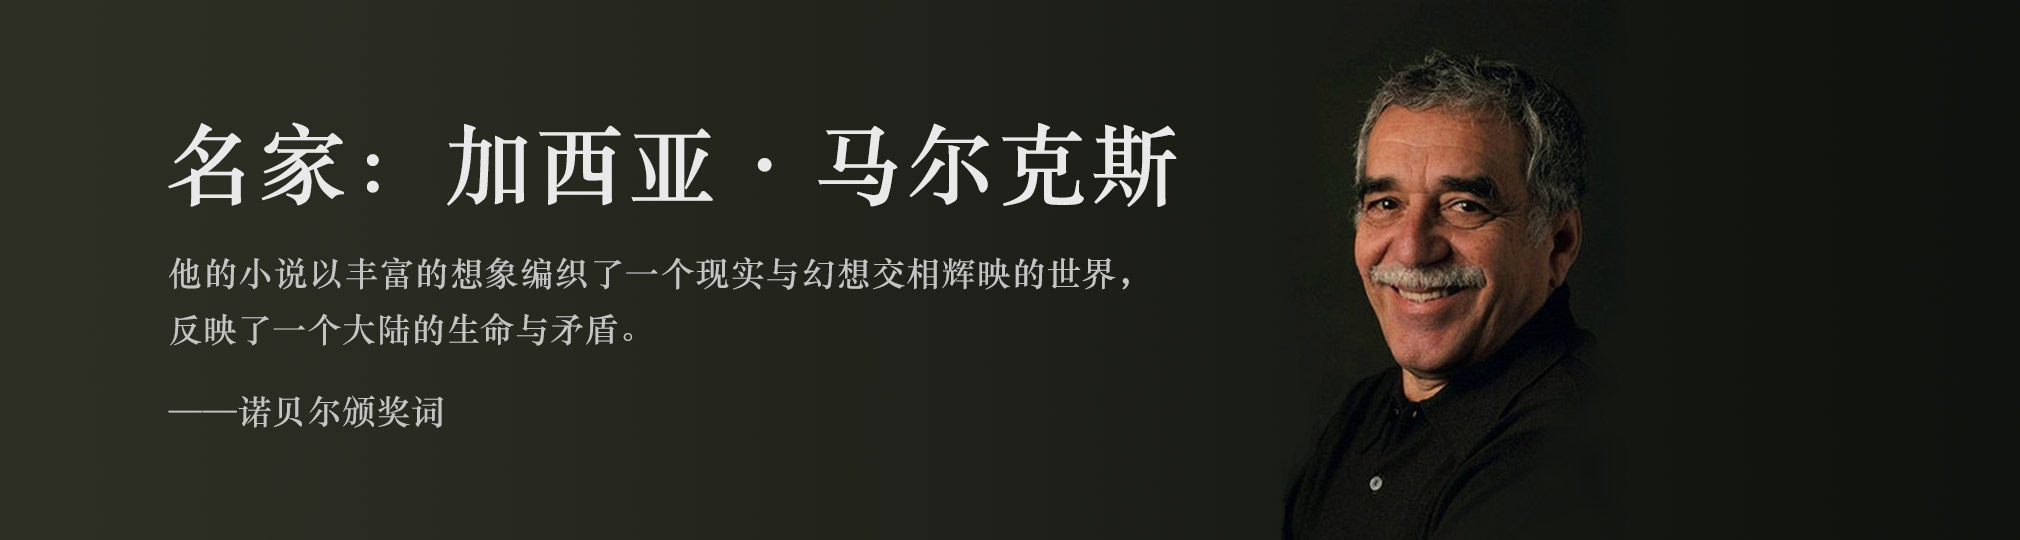 名家：加西亚·马尔克斯
他的小说以丰富的想象编织了一个现实与幻想交相辉映的世界，
反映了一个大陆的生命与矛盾。
——诺贝尔颁奖词